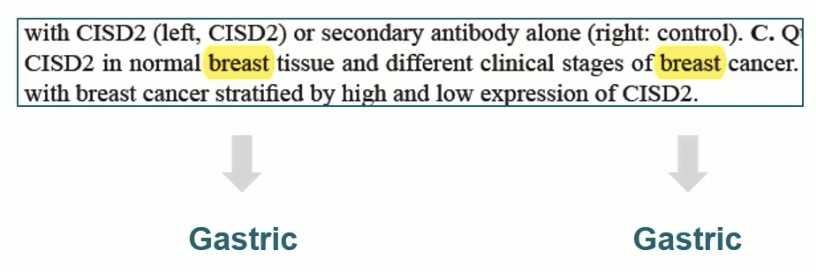 with CISD2 (left, CISD2) or secondary antibody alone (right: control). C. Q
CISD2 in normal breast tissue and different clinical stages of breast cancer.
with breast cancer stratified by high and low expression of CISD2.
Gastric Gastric